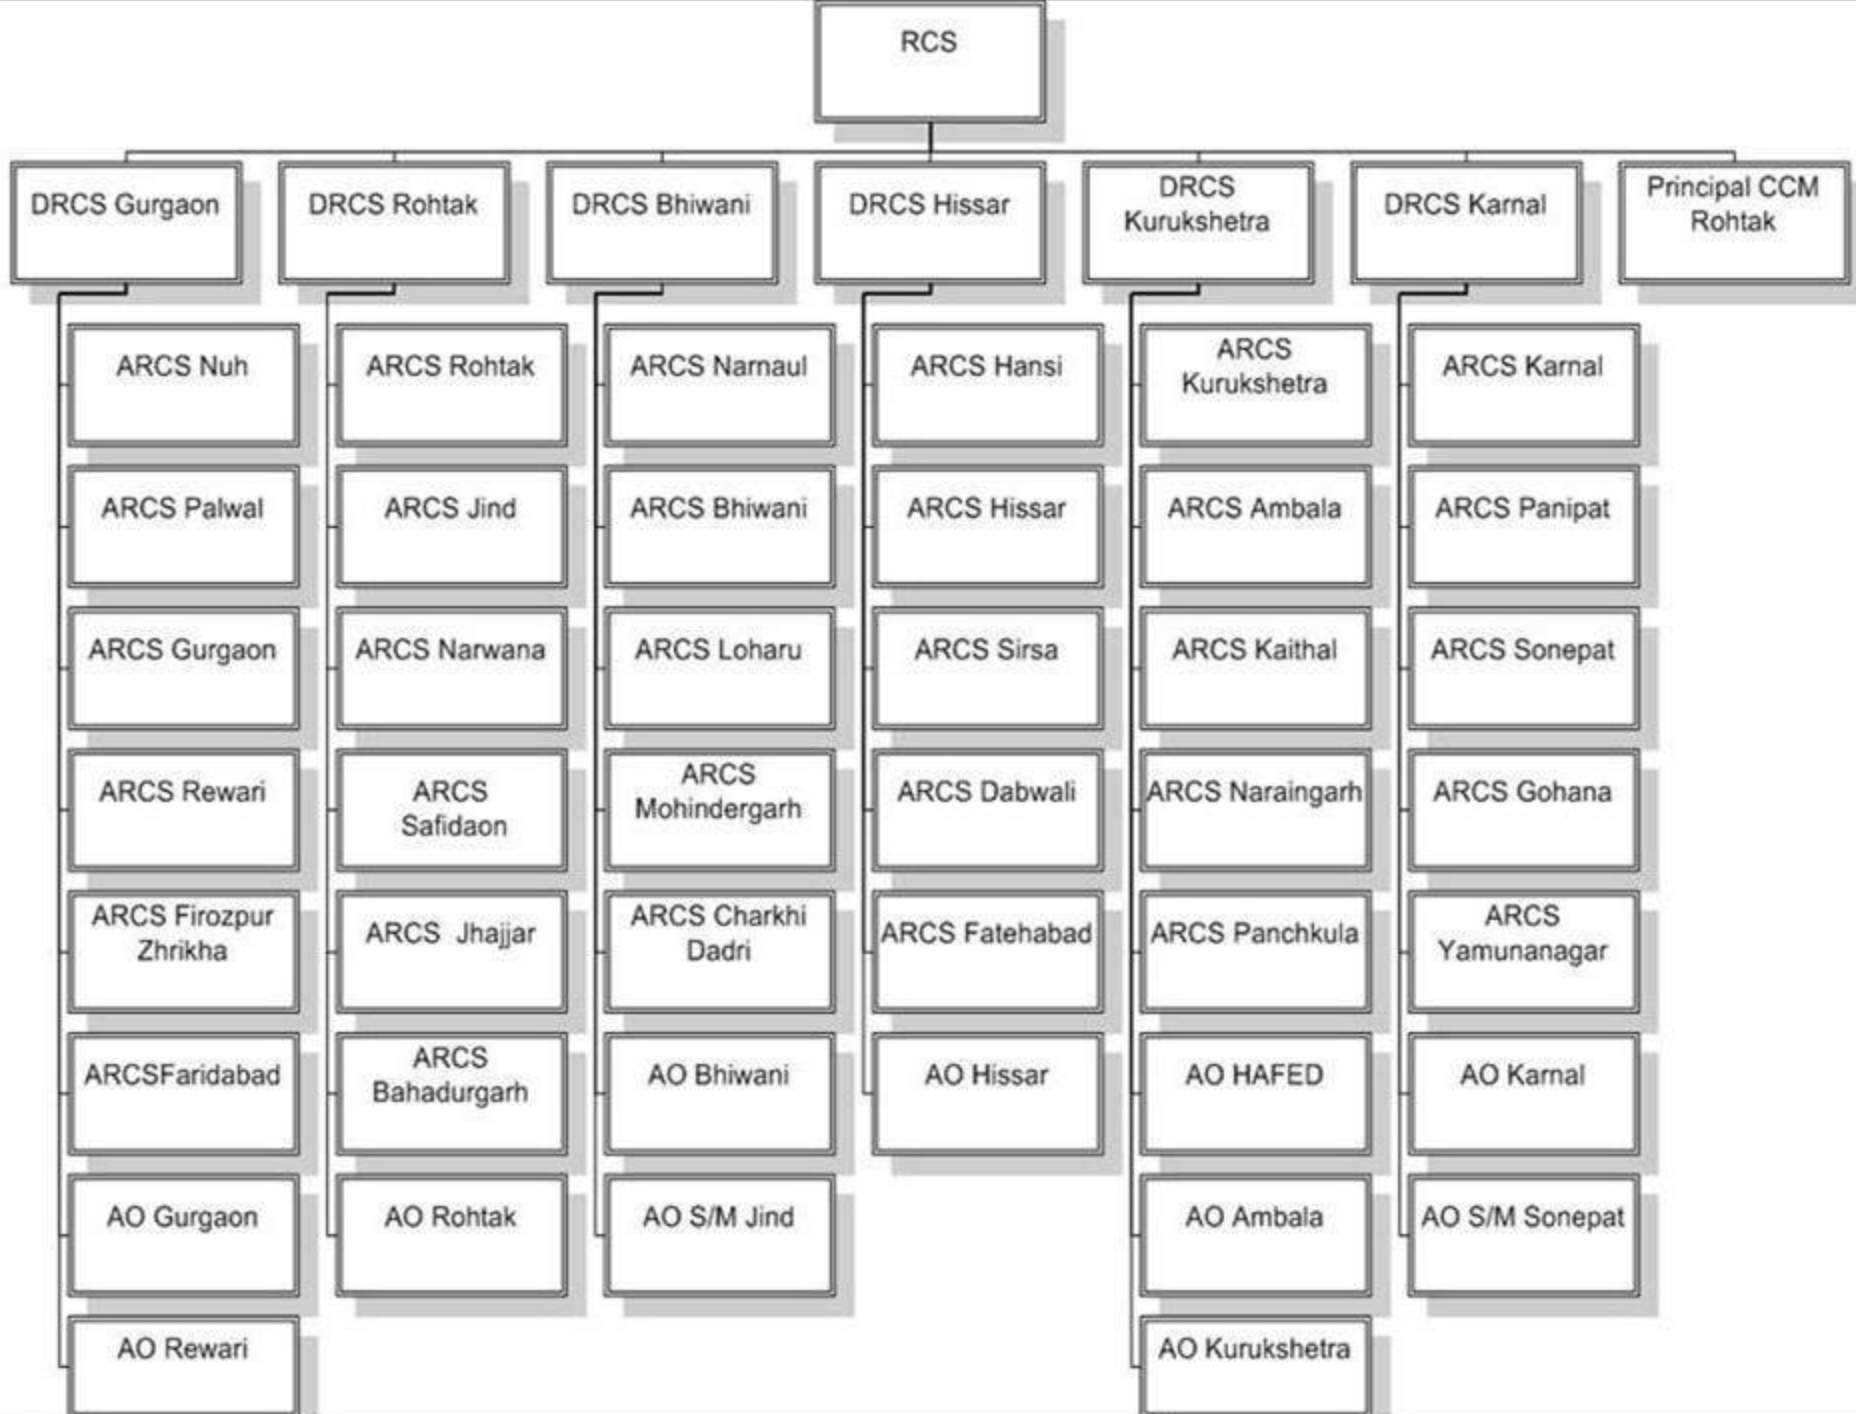 RCS
DRCS Gurgaon
DRCS Rohtak
DRCS Bhiwani
DRCS Hissar
DRCS
Kurukshetra
DRCS Karnal
Principal CCM
Rohtak
ARCS Nuh
ARCS Palwal
ARCS Gurgaon
ARCS Rewari
ARCS Firozpur
Zhrikha
ARCSFaridabad
AO Gurgaon
AO Rewari
ARCS Rohtak
ARCS Jind
ARCS Narwana
ARCS
Safidaon
ARCS  Jhajjar
ARCS
Bahadurgarh
AO Rohtak
ARCS Narnaul
ARCS Bhiwani
ARCS Loharu
ARCS
Mohindergarh
ARCS Charkhi
Dadri
AO Bhiwani
AO S/M Jind
ARCS Hansi
ARCS Hissar
ARCS Sirsa
ARCS Dabwali
ARCS Fatehabad
AO Hissar
ARCS
Kurukshetra
ARCS Ambala
ARCS Kaithal
ARCS Naraingarh
ARCS Panchkula
AO HAFED
AO Ambala
AO Kurukshetra
ARCS Karnal
ARCS Panipat
ARCS Sonepat
ARCS Gohana
ARCS
Yamunanagar
AO Karnal
AO S/M Sonepat